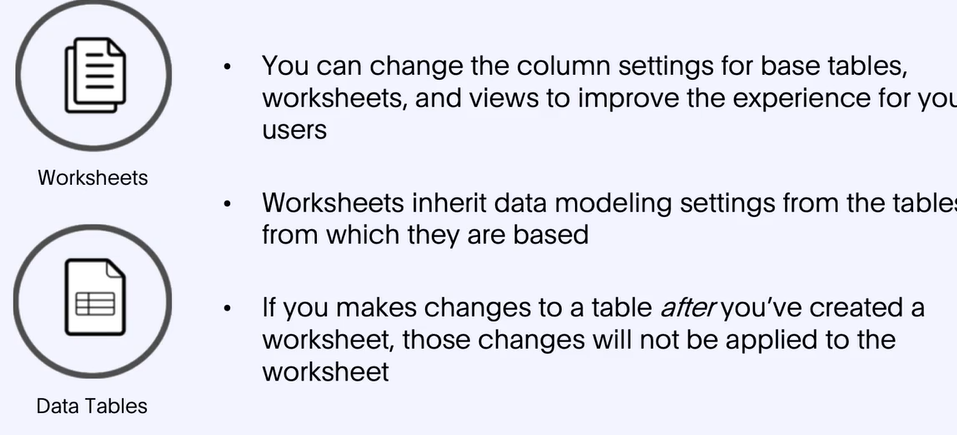 Worksheets
Data Tables
• You can change the column settings for base tables,
worksheets, and views to improve the experience for you
users
• Worksheets inherit data modeling settings from the tables
from which they are based
• If you makes changes to a table after you've created a
worksheet, those changes will not be applied to the
worksheet